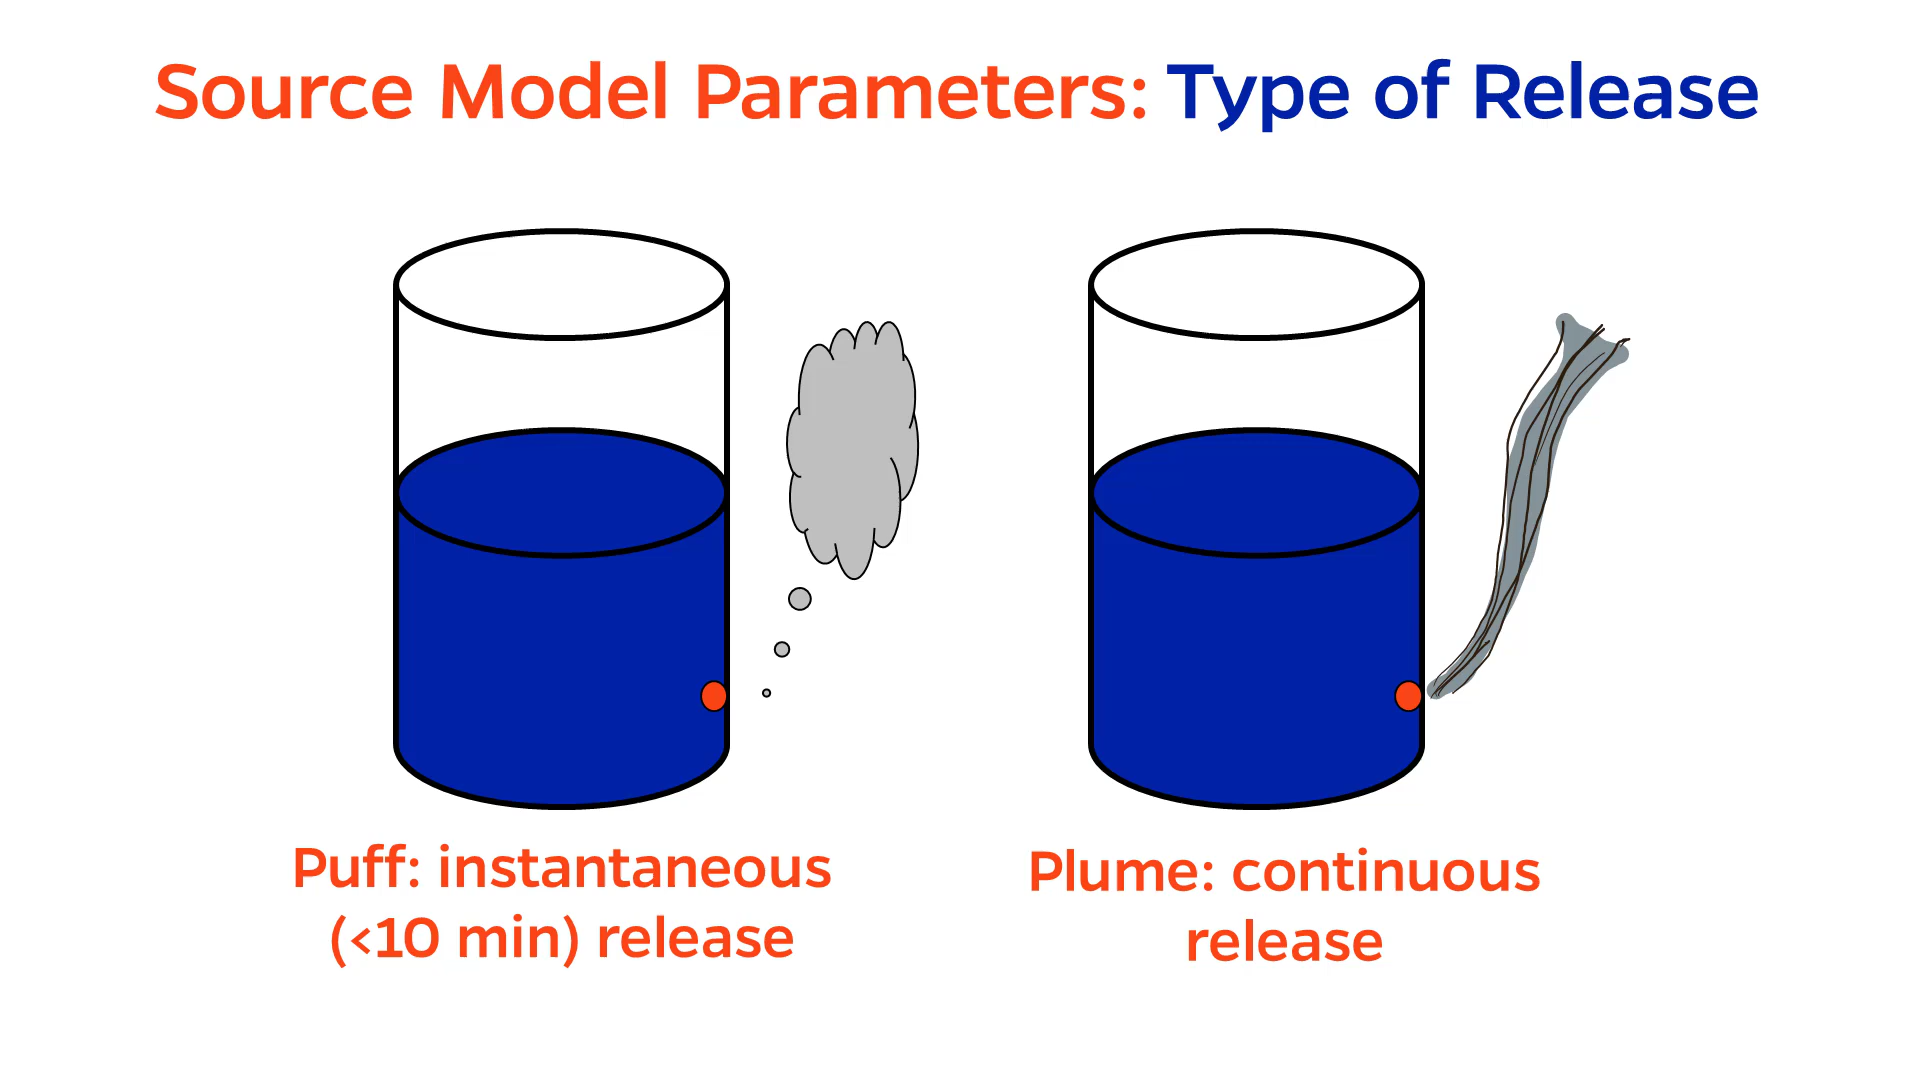 Source Model Parameters: Type of Release
Puff: instantaneous
(<10 min) release
Plume: continuous
release